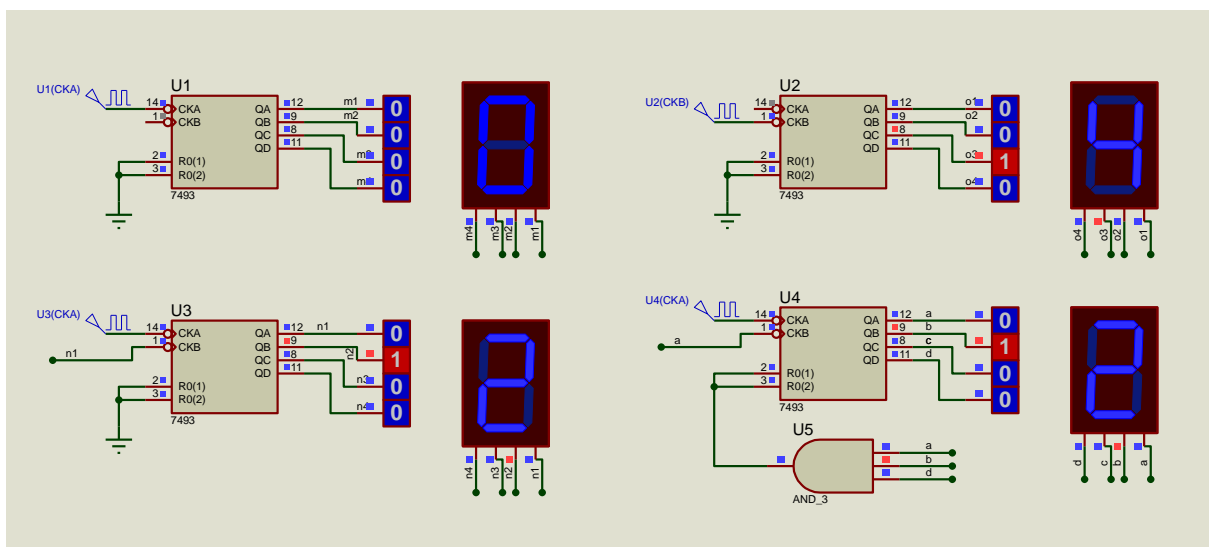 U1(CKA)
U1
14
CKA
1
CKB
2
R0(1)
3
R0(2)
QA
12
QB
9
QC
8
QD
11
7493
m1
m2
0
0
0
0
m4
m3
m2
m1
U2(CKB)
U2
14
CKA
1
CKB
2
R0(1)
3
R0(2)
QA
12
QB
9
QC
8
QD
11
7493
o1
o2
o3
o4
0
0
1
0
o4
o3
o2
o1
U3(CKA)
U3
n1
14
CKA
1
CKB
2
R0(1)
3
R0(2)
QA
12
QB
9
QC
8
QD
11
7493
n1
n2
n3
n4
0
1
0
0
n4
n3
n2
n1
U4(CKA)
U4
a
14
CKA
1
CKB
2
R0(1)
3
R0(2)
QA
12
QB
9
QC
8
QD
11
7493
a
b
c
d
0
1
0
0
d
c
b
a
U5
a
b
d
AND_3